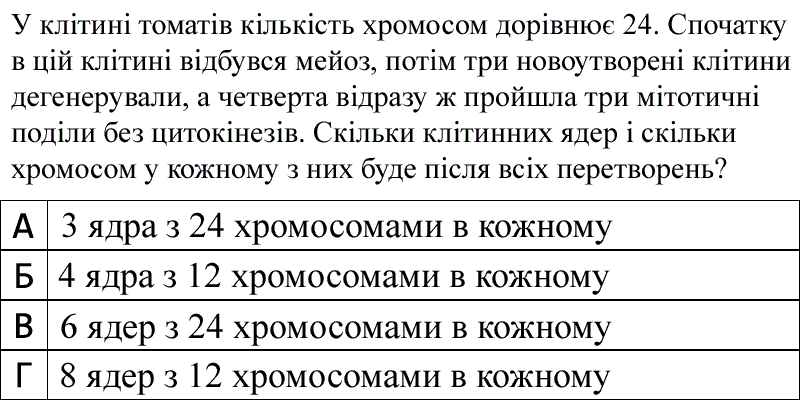 У клітині томатів кількість хромосом дорівнює 24. Спочатку
в цій клітині відбувся мейоз, потім три новоутворені клітини
дегенерували, а четверта відразу ж пройшла три мітотичні
поділи без цитокінезів. Скільки клітинних ядер і скільки
хромосом у кожному з них буде після всіх перетворень?
А 3 ядра з 24 хромосомами в кожному
Б 4 ядра з 12 хромосомами в кожному
В 6 ядер з 24 хромосомами в кожному
Г 8 ядер з 12 хромосомами в кожному